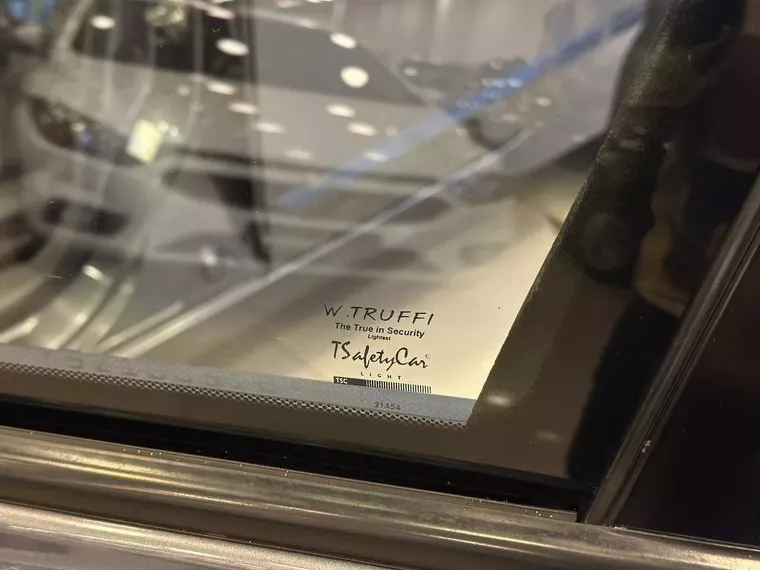 W.TRUFFI
The True in Security
Lightest
TSafetyCar®
LIGHT
TSC
21454